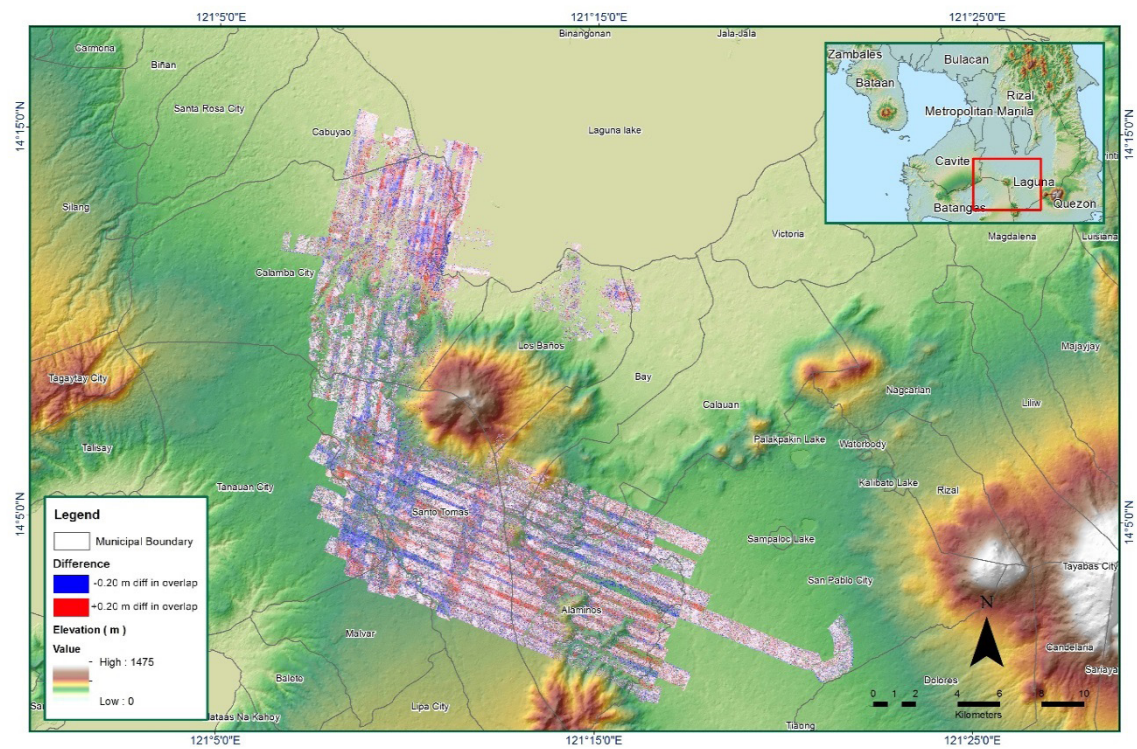 121°5'0"E
121°15'0"E
121°25'0"E
Carmona
Biñan
Binangonan
Jala-jala
Santa Rosa City
Cabuyao
Laguna lake
Zambales
Bulacan
Bataan
Rizal
Metropolitan Manila
Cavite
Laguna
Batangas
Quezon
14°15'0"N
14°15'0"N
Silang
Victoria
Magdalena
Luisiana
Calamba City
Los Baños
Majayjay
Tagaytay City
Bay
Nagcarlan
Liliw
Calauan
Talisay
Palakpakin Lake
Waterbody
Kalibato Lake
Rizal
Tanauan City
Santo Tomas
14°5'0"N
14°5'0"N
Sampaloc Lake
San Pablo City
Tayabas City
Alaminos
Malvar
Candelaria
Sariaya
Balete
Dolores
Lipa City
Mataas Na Kahoy
Tiaong
Legend
Municipal Boundary
Difference
-0.20 m diff in overlap
+0.20 m diff in overlap
Elevation ( m )
Value
High : 1475
Low : 0
N
0 1 2 4 6 8 10
Kilometers
121°5'0"E
121°15'0"E
121°25'0"E